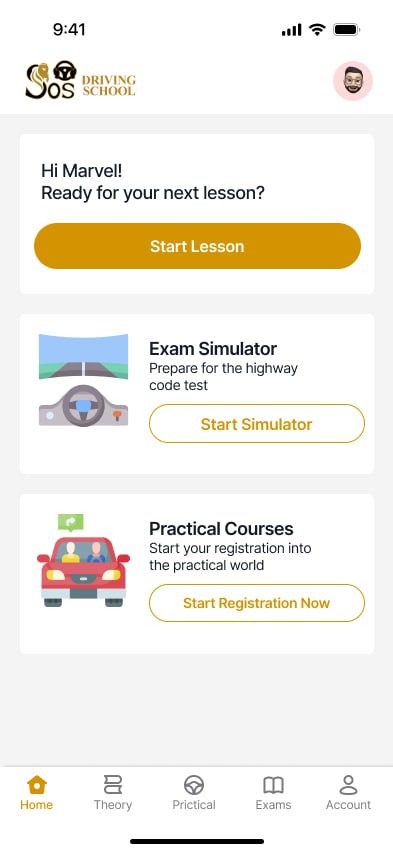 9:41
SOS DRIVING
SCHOOL
Hi Marvel!
Ready for your next lesson?
Start Lesson
Exam Simulator
Prepare for the highway
code test
Start Simulator
Practical Courses
Start your registration into
the practical world
Start Registration Now
Home
Theory
Prictical
Exams
Account